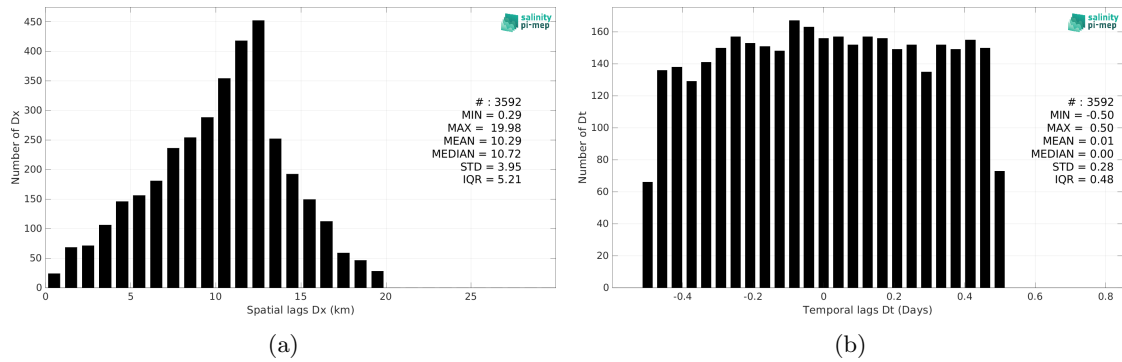 450
400
350
300
250
200
150
100
50
0
0
5
10
15
20
25
Number of Dx
Spatial lags Dx (km)
salinity
pi-mep
# : 3592
MIN = 0.29
MAX = 19.98
MEAN = 10.29
MEDIAN = 10.72
STD = 3.95
IQR = 5.21
(a)
160
140
120
100
80
60
40
20
0
-0.4
-0.2
0
0.2
0.4
0.6
0.8
Number of Dt
Temporal lags Dt (Days)
salinity
pi-mep
# : 3592
MIN = -0.50
MAX = 0.50
MEAN = 0.01
MEDIAN = 0.00
STD = 0.28
IQR = 0.48
(b)